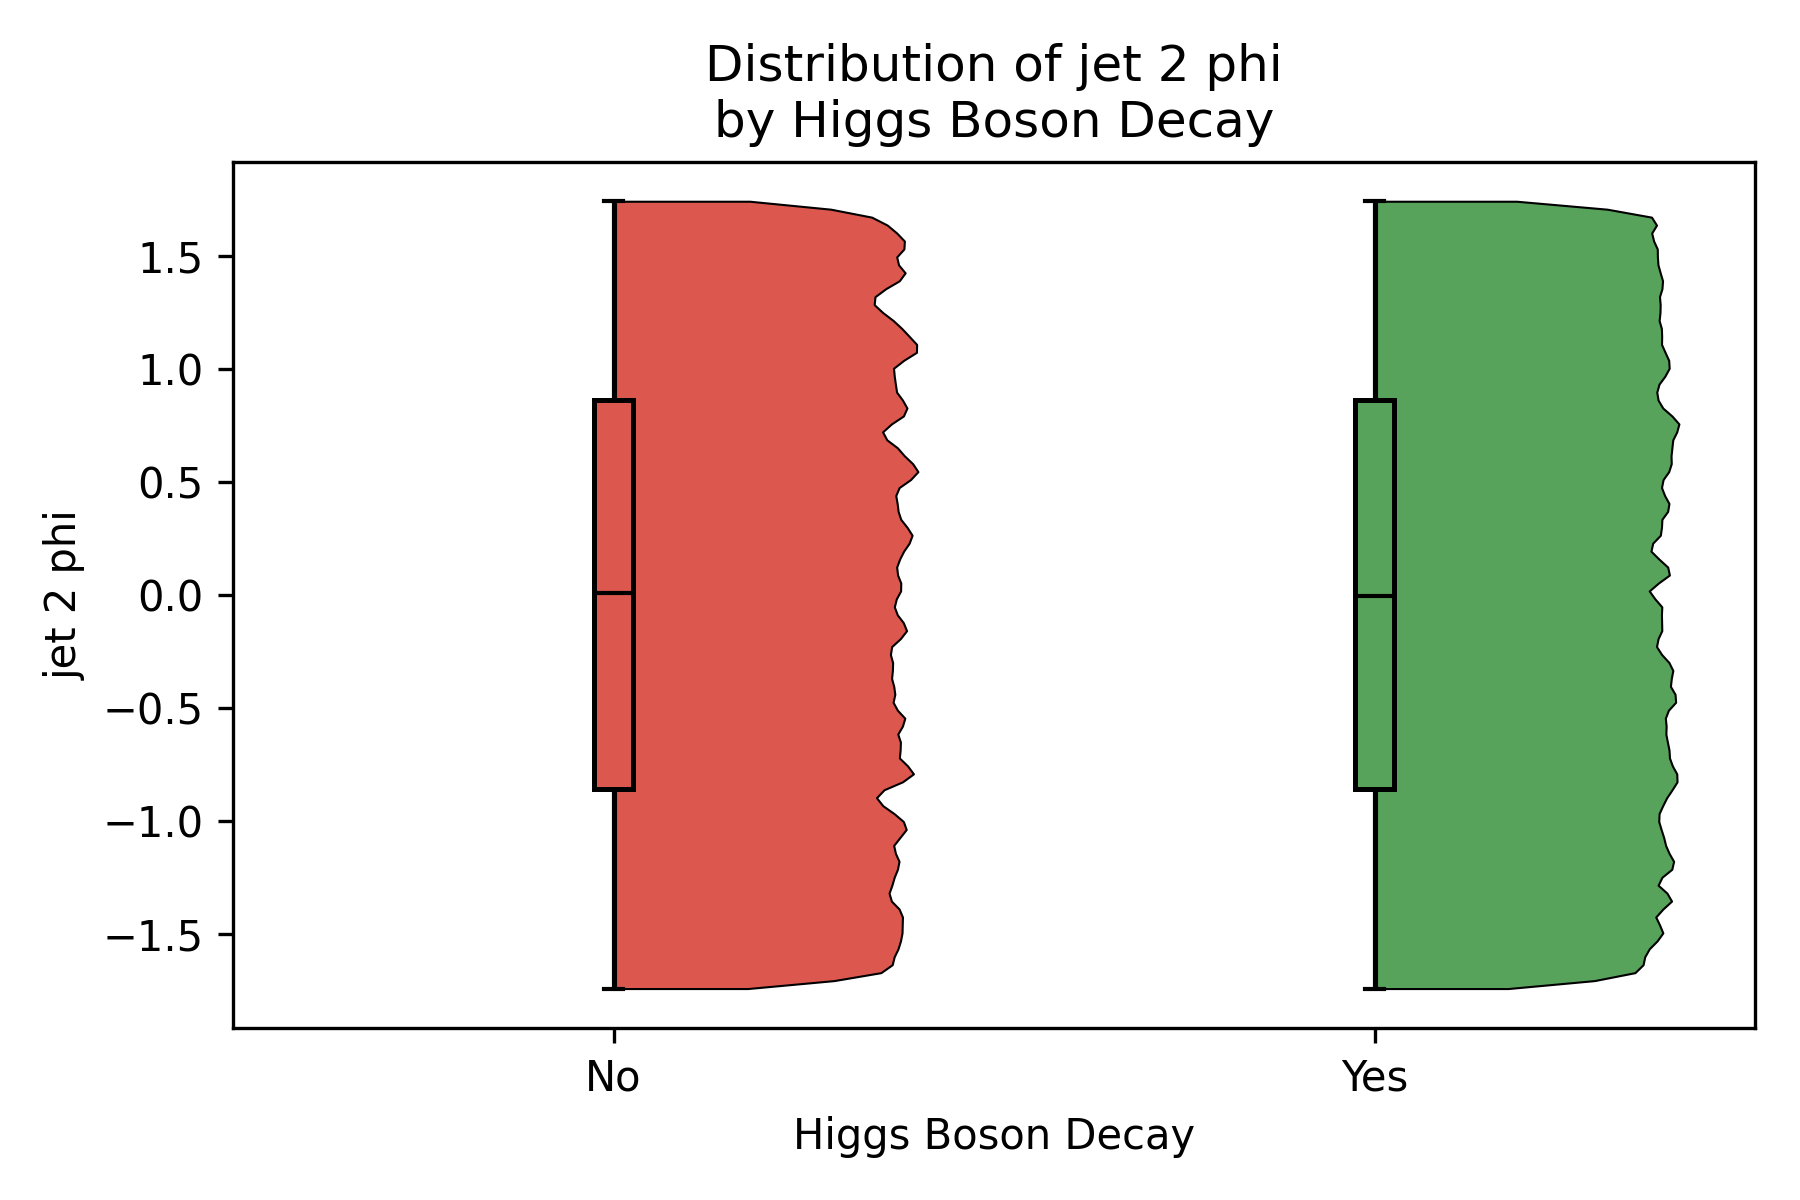 Distribution of jet 2 phi
by Higgs Boson Decay
jet 2 phi
1.5
1.0
0.5
0.0
−0.5
−1.0
−1.5
No
Yes
Higgs Boson Decay